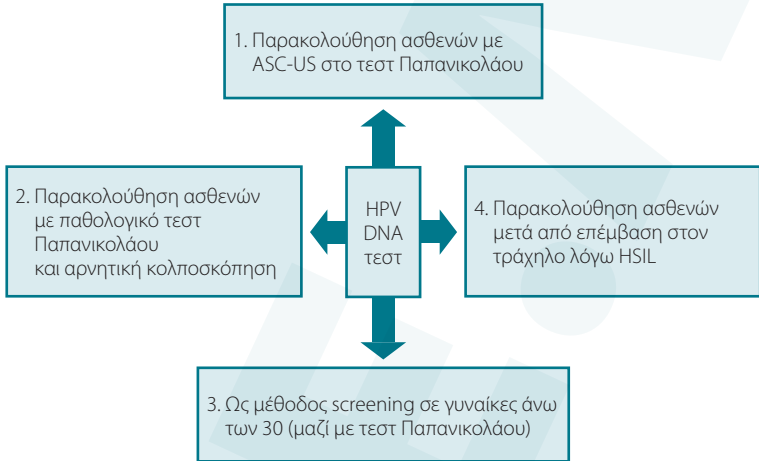 1. Παρακολούθηση ασθενών με
ASC-US στο τεστ Παπανικολάου
2. Παρακολούθηση ασθενών
με παθολογικό τεστ
Παπανικολάου
και αρνητική κολποσκόπηση
HPV
DNA
τεστ
4. Παρακολούθηση ασθενών
μετά από επέμβαση στον
τράχηλο λόγω HSIL
3. Ως μέθοδος screening σε γυναίκες άνω
των 30 (μαζί με τεστ Παπανικολάου)